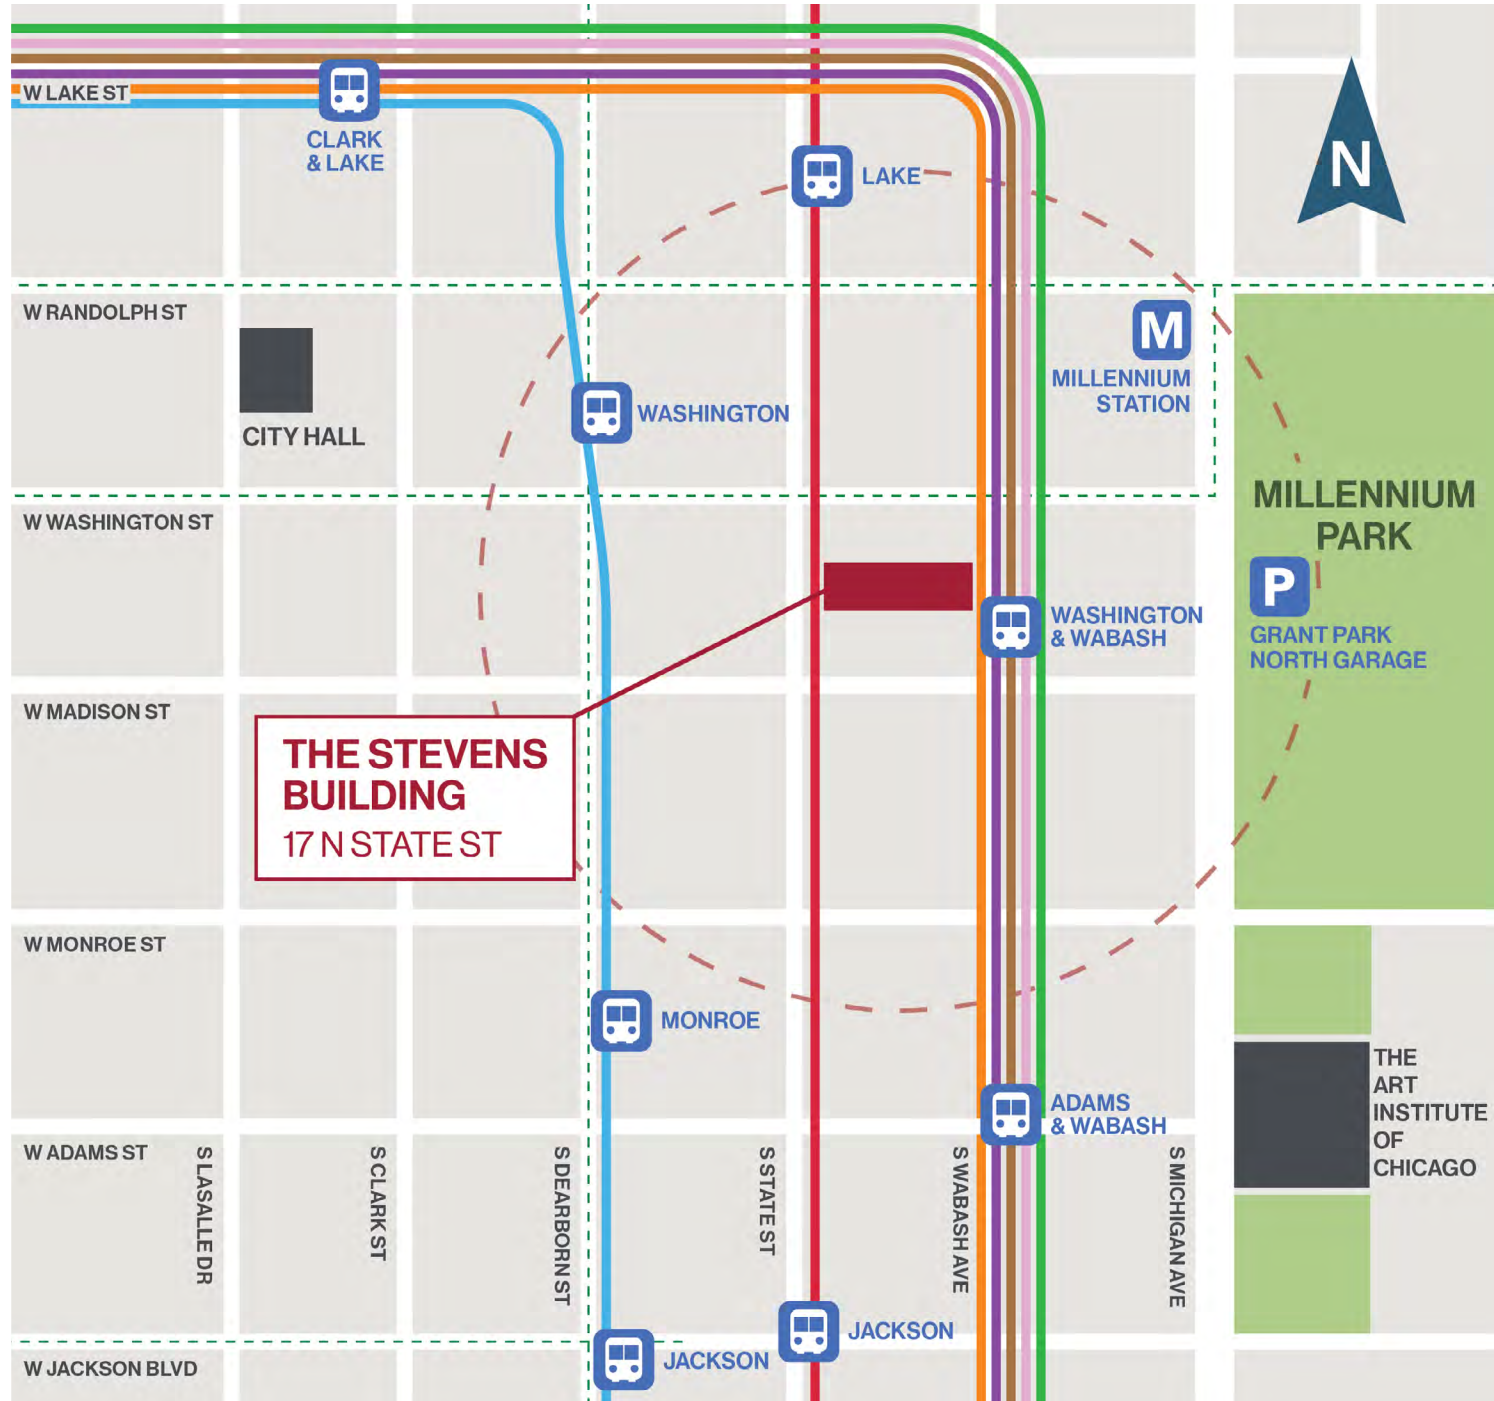 W LAKE ST
CLARK
& LAKE
LAKE
N
W RANDOLPH ST
M
MILLENNIUM
STATION
WASHINGTON
CITY HALL
MILLENNIUM
PARK
W WASHINGTON ST
P
GRANT PARK
NORTH GARAGE
WASHINGTON
& WABASH
W MADISON ST
THE STEVENS
BUILDING
17 N STATE ST
W MONROE ST
MONROE
THE
ART
INSTITUTE
OF
CHICAGO
ADAMS
& WABASH
W ADAMS ST
S LASALLE DR
S CLARK ST
S DEARBORN ST
S STATE ST
S WABASH AVE
S MICHIGAN AVE
JACKSON
JACKSON
W JACKSON BLVD